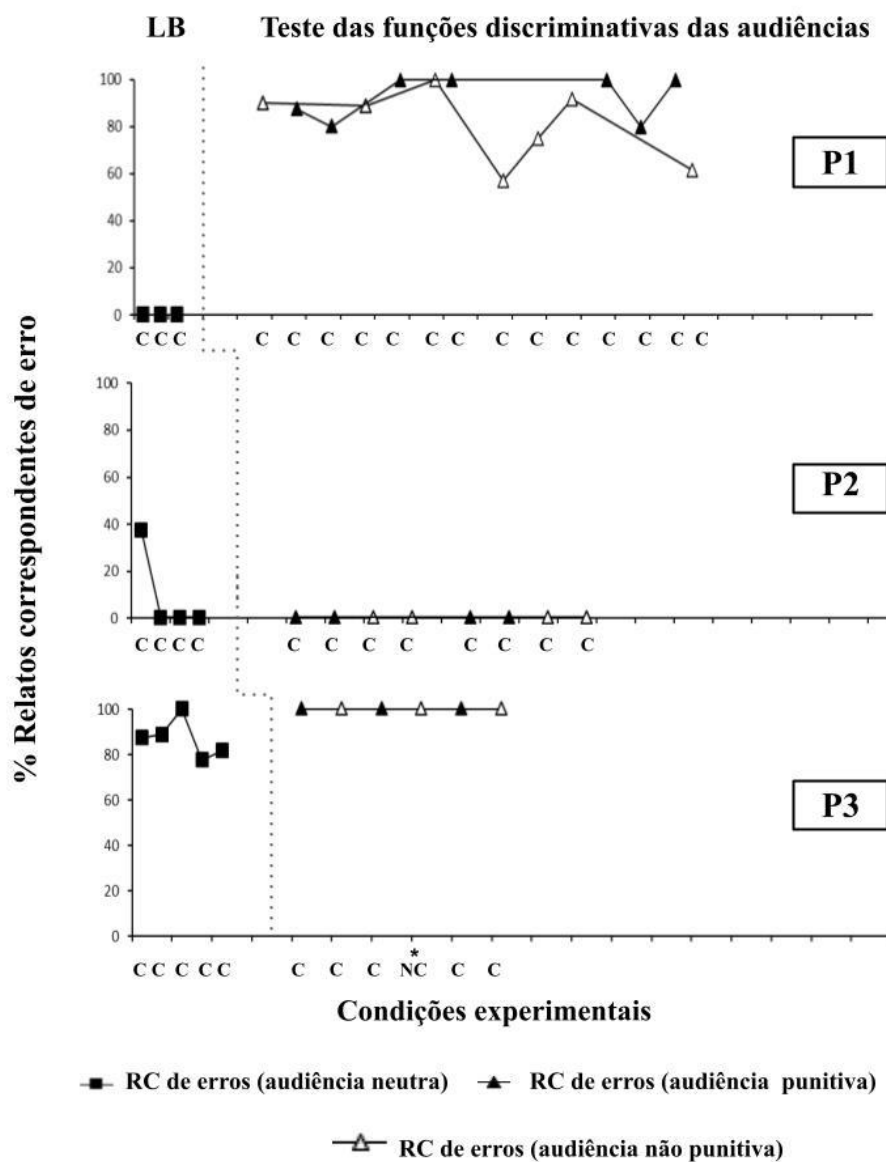 LB Teste das funções discriminativas das audiências
% Relatos correspondentes de erro
100
80
60
40
20
0
P1
C C C C C C C C C C C C C C C C C
100
80
60
40
20
0
P2
C C C C C C C C C C C C
100
80
60
40
20
0
P3
*
C C C C C C C C NC C C
Condições experimentais
RC de erros (audiência neutra) RC de erros (audiência punitiva)
RC de erros (audiência não punitiva)